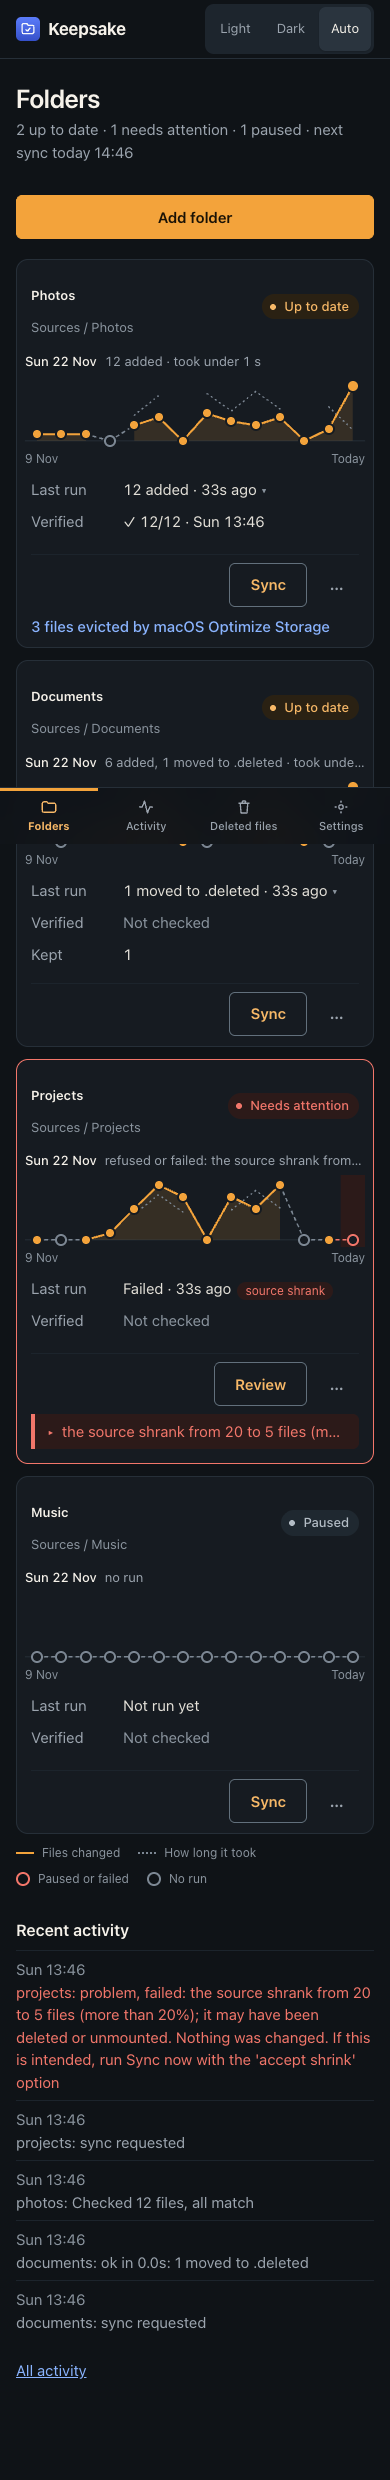 Keepsake
Light Dark Auto
Folders
2 up to date · 1 needs attention · 1 paused · next
sync today 14:46
Add folder
Photos
Up to date
Sources / Photos
Sun 22 Nov 12 added · took under 1 s
9 Nov Today
Last run 12 added · 33s ago ▾
Verified ✓ 12/12 · Sun 13:46
Sync ...
3 files evicted by macOS Optimize Storage
Documents
Up to date
Sources / Documents
Sun 22 Nov 6 added, 1 moved to .deleted · took unde...
Folders Activity Deleted files Settings
9 Nov Today
Last run 1 moved to .deleted · 33s ago ▾
Verified Not checked
Kept 1
Sync ...
Projects
Needs attention
Sources / Projects
Sun 22 Nov refused or failed: the source shrank from...
9 Nov Today
Last run Failed · 33s ago source shrank
Verified Not checked
Review ...
▸ the source shrank from 20 to 5 files (m...
Music
Paused
Sources / Music
Sun 22 Nov no run
9 Nov Today
Last run Not run yet
Verified Not checked
Sync ...
Files changed How long it took
Paused or failed No run
Recent activity
Sun 13:46
projects: problem, failed: the source shrank from 20
to 5 files (more than 20%); it may have been
deleted or unmounted. Nothing was changed. If this
is intended, run Sync now with the 'accept shrink'
option
Sun 13:46
projects: sync requested
Sun 13:46
photos: Checked 12 files, all match
Sun 13:46
documents: ok in 0.0s: 1 moved to .deleted
Sun 13:46
documents: sync requested
All activity